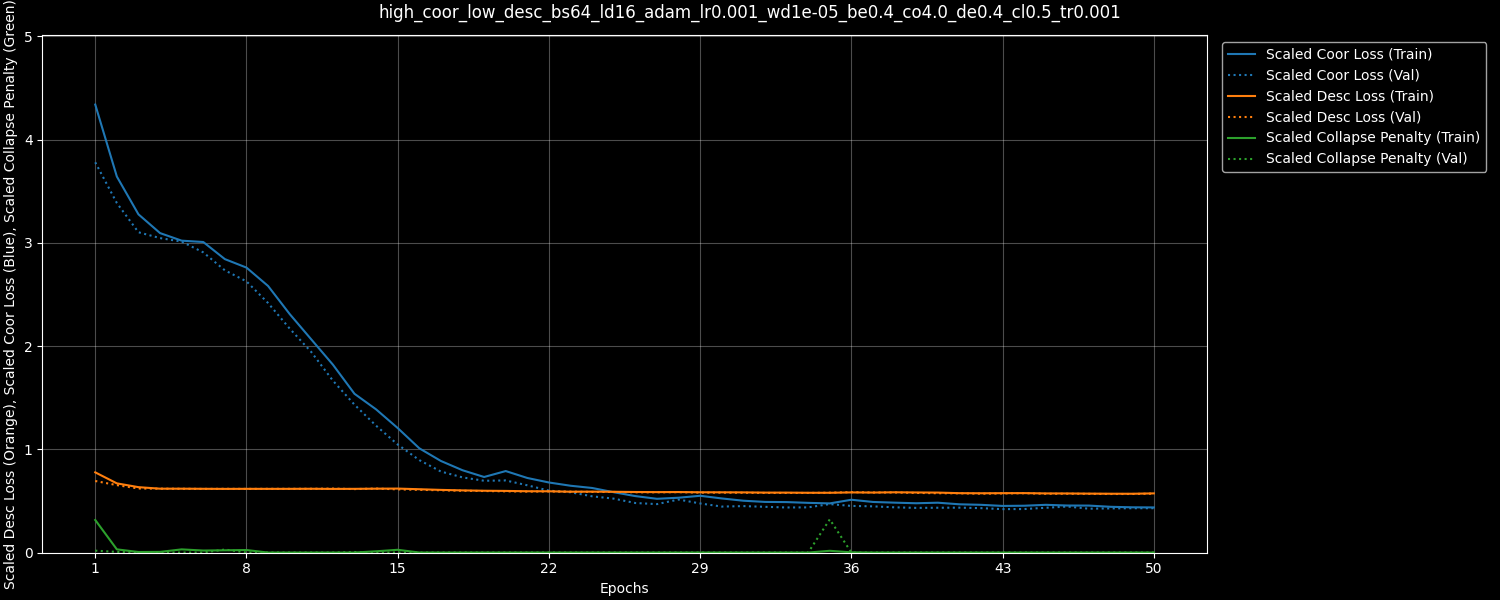 high_coor_low_desc_bs64_ld16_adam_lr0.001_wd1e-05_be0.4_co4.0_de0.4_cl0.5_tr0.001
Scaled Desc Loss (Orange), Scaled Coor Loss (Blue), Scaled Collapse Penalty (Green)
5
4
3
2
1
0
1 8 15 22 29 36 43 50
Epochs
Scaled Coor Loss (Train)
Scaled Coor Loss (Val)
Scaled Desc Loss (Train)
Scaled Desc Loss (Val)
Scaled Collapse Penalty (Train)
Scaled Collapse Penalty (Val)